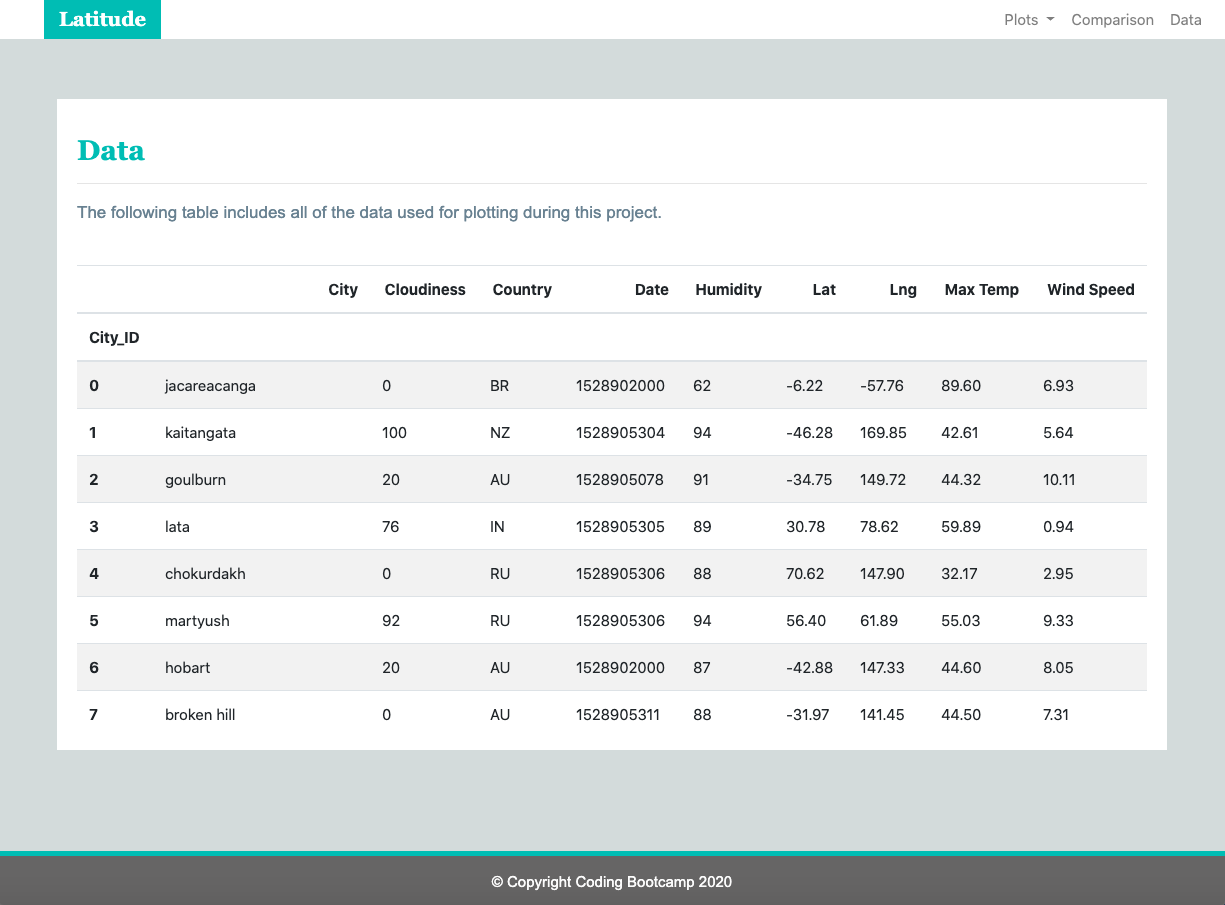 Latitude Plots Comparison Data
Data
The following table includes all of the data used for plotting during this project.
City Cloudiness Country Date Humidity Lat Lng Max Temp Wind Speed
City_ID
0 jacareacanga 0 BR 1528902000 62 -6.22 -57.76 89.60 6.93
1 kaitangata 100 NZ 1528905304 94 -46.28 169.85 42.61 5.64
2 goulburn 20 AU 1528905078 91 -34.75 149.72 44.32 10.11
3 lata 76 IN 1528905305 89 30.78 78.62 59.89 0.94
4 chokurdakh 0 RU 1528905306 88 70.62 147.90 32.17 2.95
5 martyush 92 RU 1528905306 94 56.40 61.89 55.03 9.33
6 hobart 20 AU 1528902000 87 -42.88 147.33 44.60 8.05
7 broken hill 0 AU 1528905311 88 -31.97 141.45 44.50 7.31
© Copyright Coding Bootcamp 2020